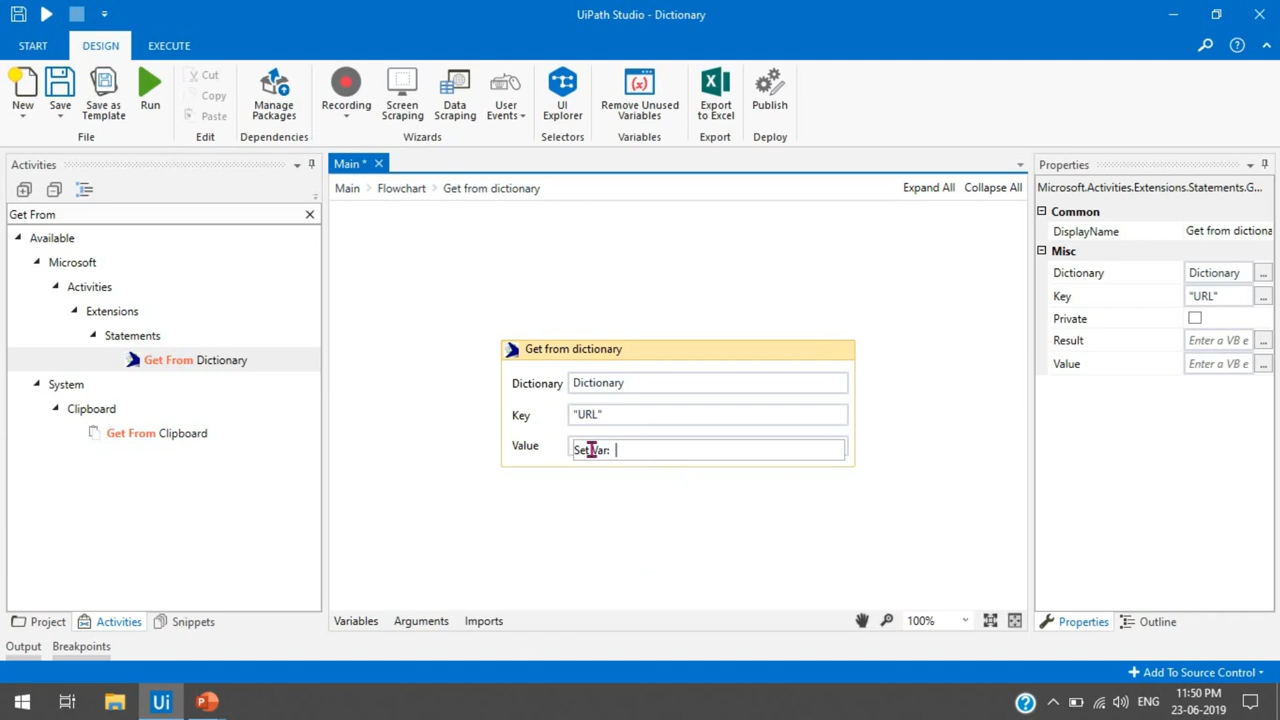 UiPath Studio - Dictionary
START
DESIGN
EXECUTE
New
Save
Save as Template
Run
Cut
Copy
Paste
Manage Packages
Recording
Screen Scraping
Data Scraping
User Events
UI Explorer
Remove Unused Variables
Export to Excel
Publish
File
Edit
Dependencies
Wizards
Selectors
Variables
Export
Deploy
Activities
Main *
Properties
Main
Flowchart
Get from dictionary
Expand All
Collapse All
Microsoft.Activities.Extensions.Statements.G...
Get From
Available
Microsoft
Activities
Extensions
Statements
Get From Dictionary
System
Clipboard
Get From Clipboard
Get from dictionary
Dictionary
Dictionary
Key
"URL"
Value
Set Var:
Common
DisplayName
Get from dictiona
Misc
Dictionary
Dictionary
...
Key
"URL"
...
Private
Result
Enter a VB e
...
Value
Enter a VB e
...
Project
Activities
Snippets
Variables
Arguments
Imports
100%
Properties
Outline
Output
Breakpoints
Add To Source Control
Ui
ENG
11:50 PM
23-06-2019